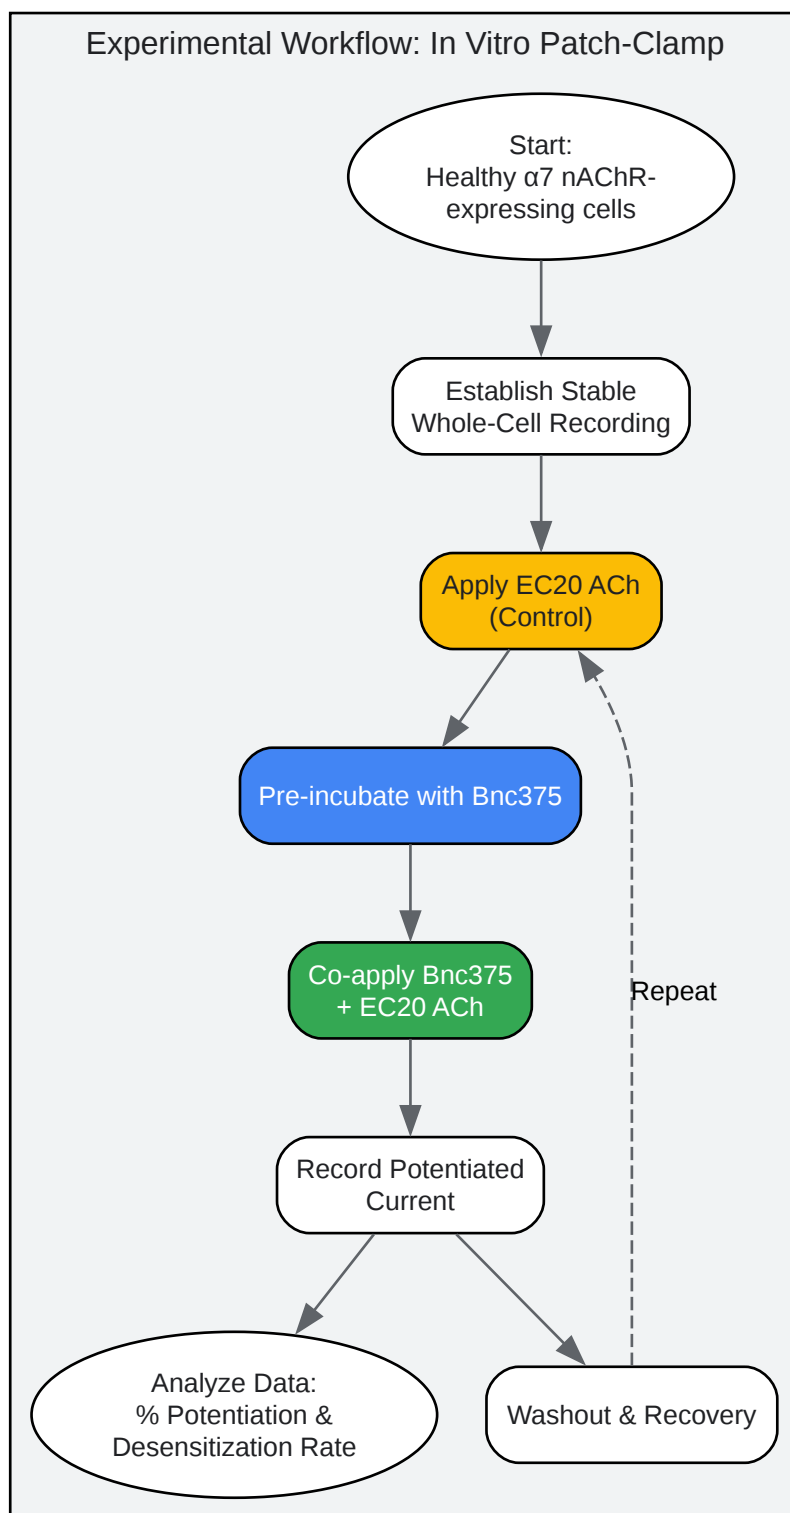 Experimental Workflow: In Vitro Patch-Clamp
Start:
Healthy α7 nAChR-
expressing cells
Establish Stable
Whole-Cell Recording
Apply EC20 ACh
(Control)
Pre-incubate with Bnc375
Co-apply Bnc375
+ EC20 ACh
Repeat
Record Potentiated
Current
Analyze Data:
% Potentiation &
Desensitization Rate
Washout & Recovery